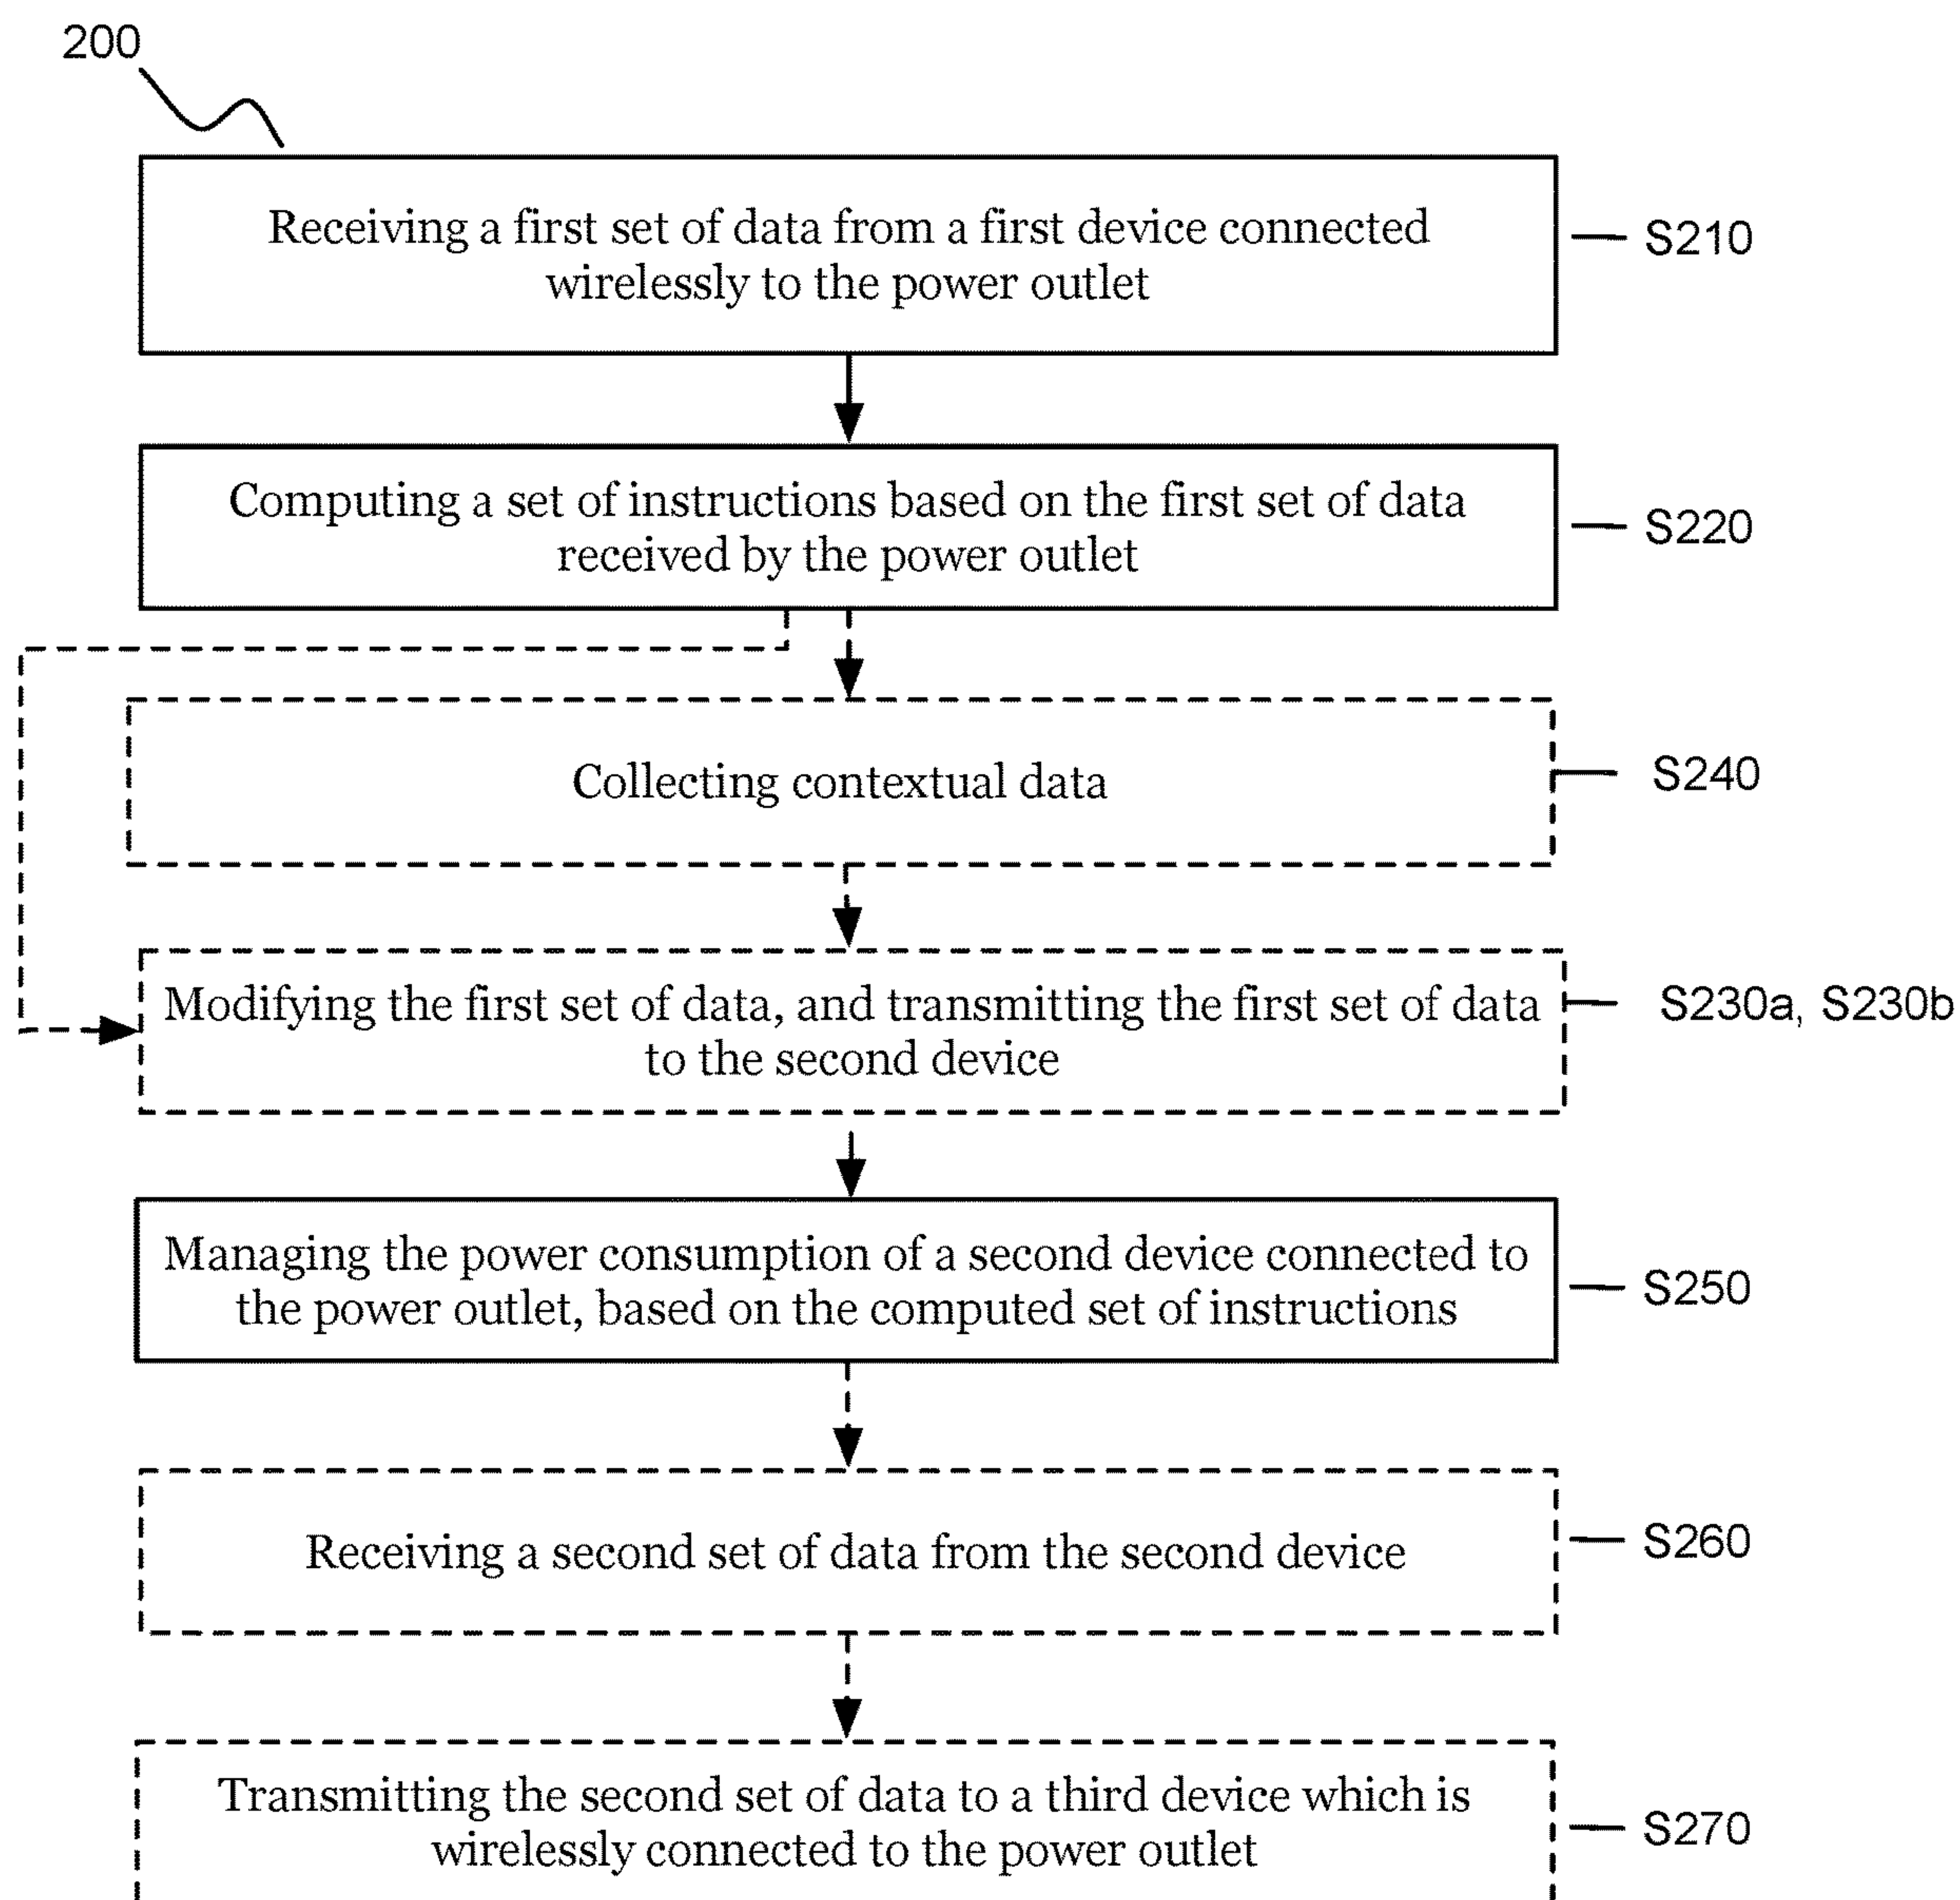 200
Receiving a first set of data from a first device connected
wirelessly to the power outlet
S210
Computing a set of instructions based on the first set of data
received by the power outlet
S220
Collecting contextual data
S240
Modifying the first set of data, and transmitting the first set of data
to the second device
S230a, S230b
Managing the power consumption of a second device connected to
the power outlet, based on the computed set of instructions
S250
Receiving a second set of data from the second device
S260
Transmitting the second set of data to a third device which is
wirelessly connected to the power outlet
S270